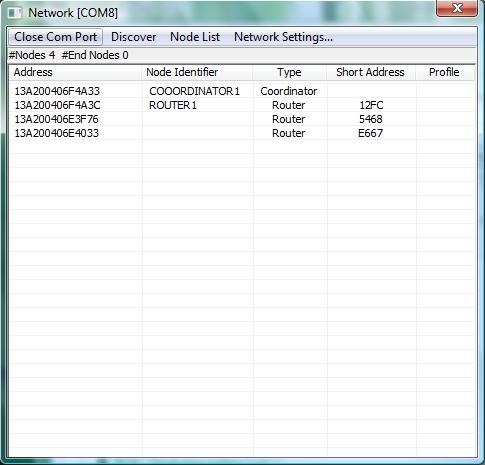 Network [COM8]
Close Com Port Discover Node List Network Settings...
#Nodes 4 #End Nodes 0
Address Node Identifier Type Short Address Profile
13A200406F4A33 COOORDINATOR1 Coordinator
13A200406F4A3C ROUTER1 Router 12FC
13A200406E3F76 Router 5468
13A200406E4033 Router E667